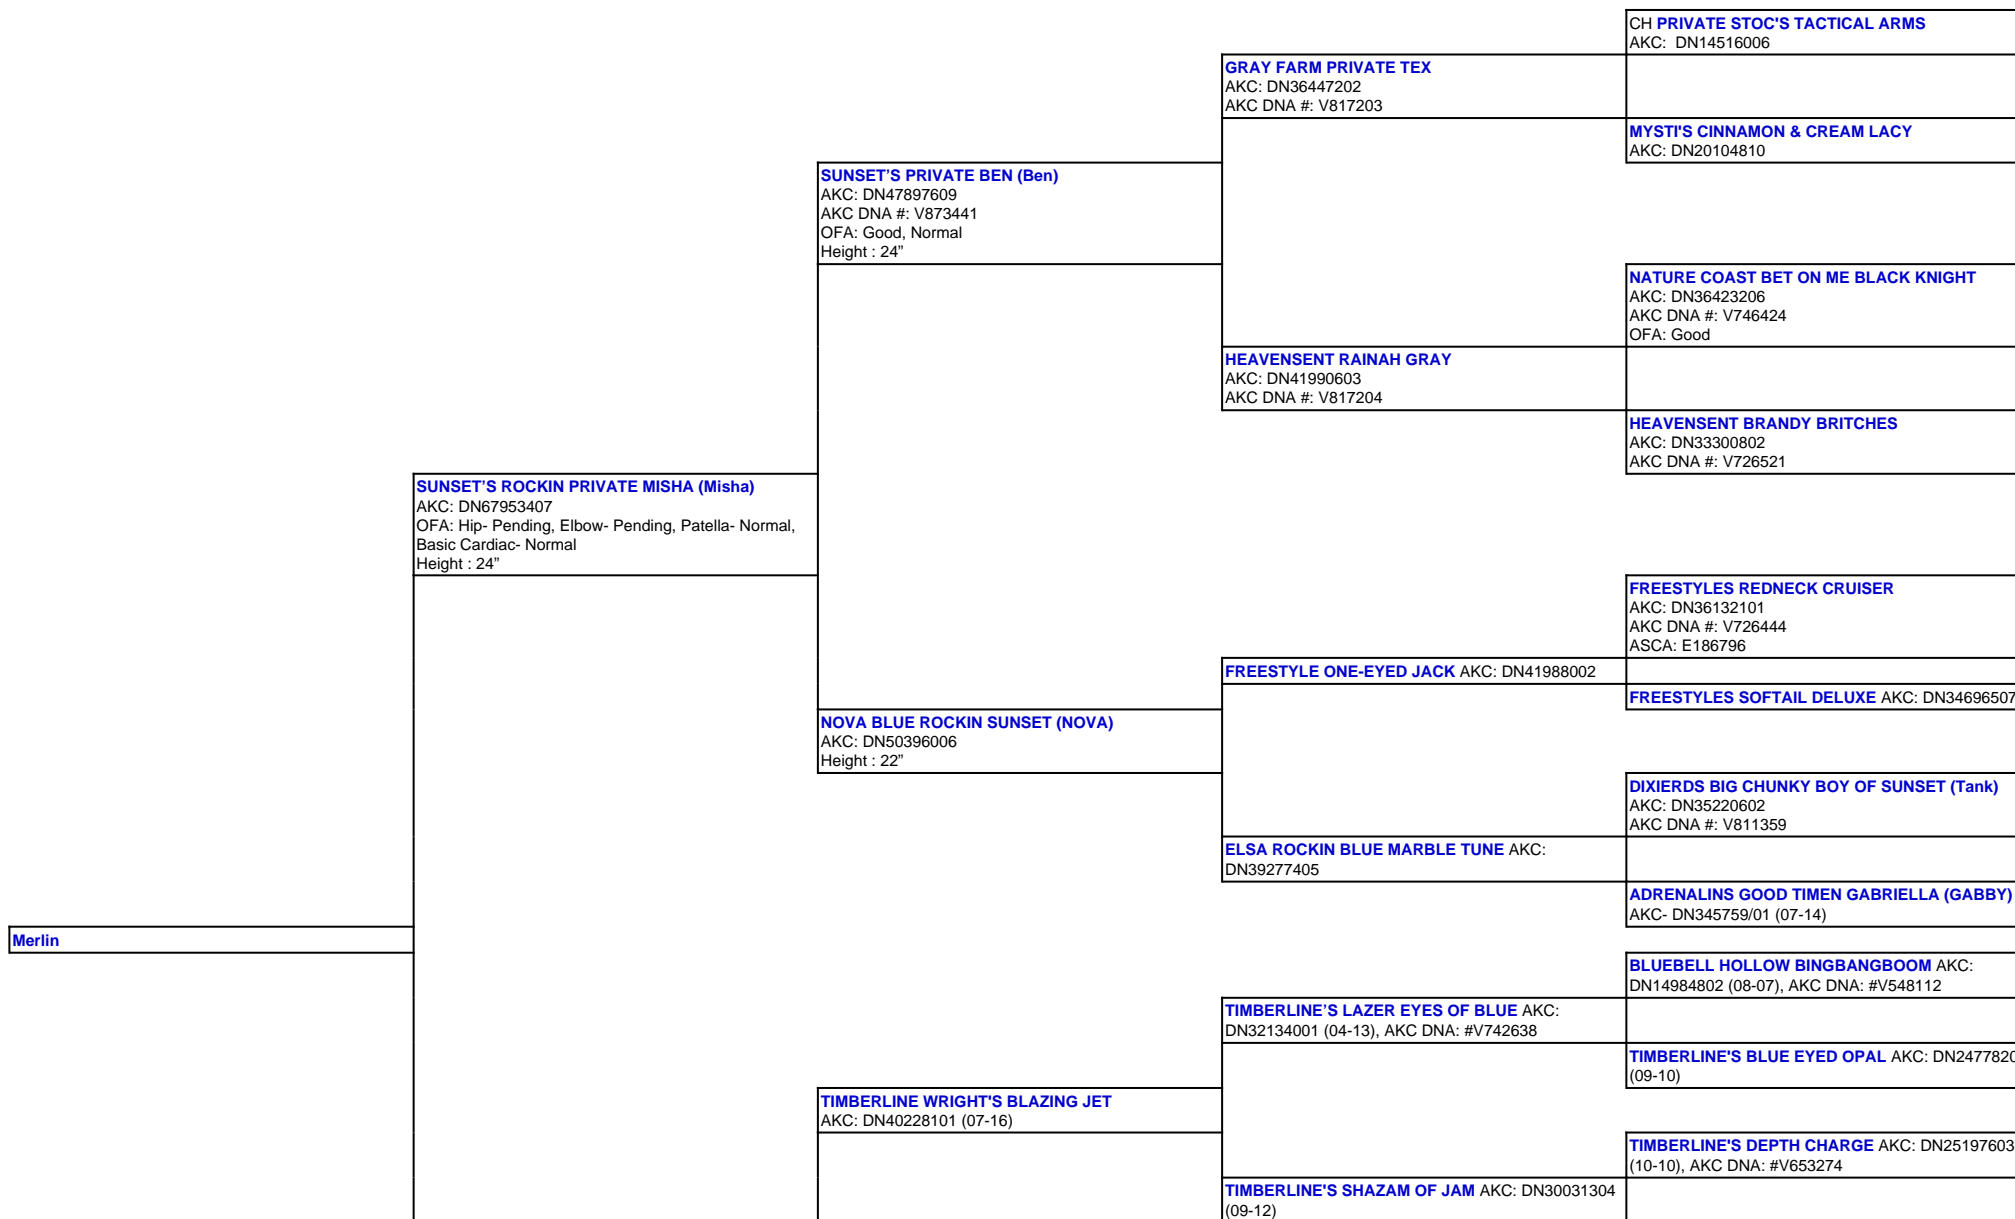 CH PRIVATE STOC'S TACTICAL ARMS
AKC: DN14516006
GRAY FARM PRIVATE TEX
AKC: DN36447202
AKC DNA #: V817203
MYSTI'S CINNAMON & CREAM LACY
AKC: DN20104810
SUNSET’S PRIVATE BEN (Ben)
AKC: DN47897609
AKC DNA #: V873441
OFA: Good, Normal
Height : 24”
NATURE COAST BET ON ME BLACK KNIGHT
AKC: DN36423206
AKC DNA #: V746424
OFA: Good
HEAVENSENT RAINAH GRAY
AKC: DN41990603
AKC DNA #: V817204
HEAVENSENT BRANDY BRITCHES
AKC: DN33300802
AKC DNA #: V726521
SUNSET’S ROCKIN PRIVATE MISHA (Misha)
AKC: DN67953407
OFA: Hip- Pending, Elbow- Pending, Patella- Normal,
Basic Cardiac- Normal
Height : 24”
FREESTYLES REDNECK CRUISER
AKC: DN36132101
AKC DNA #: V726444
ASCA: E186796
FREESTYLE ONE-EYED JACK AKC: DN41988002
FREESTYLES SOFTAIL DELUXE AKC: DN34696507
NOVA BLUE ROCKIN SUNSET (NOVA)
AKC: DN50396006
Height : 22”
DIXIERDS BIG CHUNKY BOY OF SUNSET (Tank)
AKC: DN35220602
AKC DNA #: V811359
ELSA ROCKIN BLUE MARBLE TUNE AKC:
DN39277405
ADRENALINS GOOD TIMEN GABRIELLA (GABBY)
AKC- DN345759/01 (07-14)
Merlin
BLUEBELL HOLLOW BINGBANGBOOM AKC:
DN14984802 (08-07), AKC DNA: #V548112
TIMBERLINE’S LAZER EYES OF BLUE AKC:
DN32134001 (04-13), AKC DNA: #V742638
TIMBERLINE'S BLUE EYED OPAL AKC: DN2477820
(09-10)
TIMBERLINE WRIGHT'S BLAZING JET
AKC: DN40228101 (07-16)
TIMBERLINE'S DEPTH CHARGE AKC: DN25197603
(10-10), AKC DNA: #V653274
TIMBERLINE'S SHAZAM OF JAM AKC: DN30031304
(09-12)